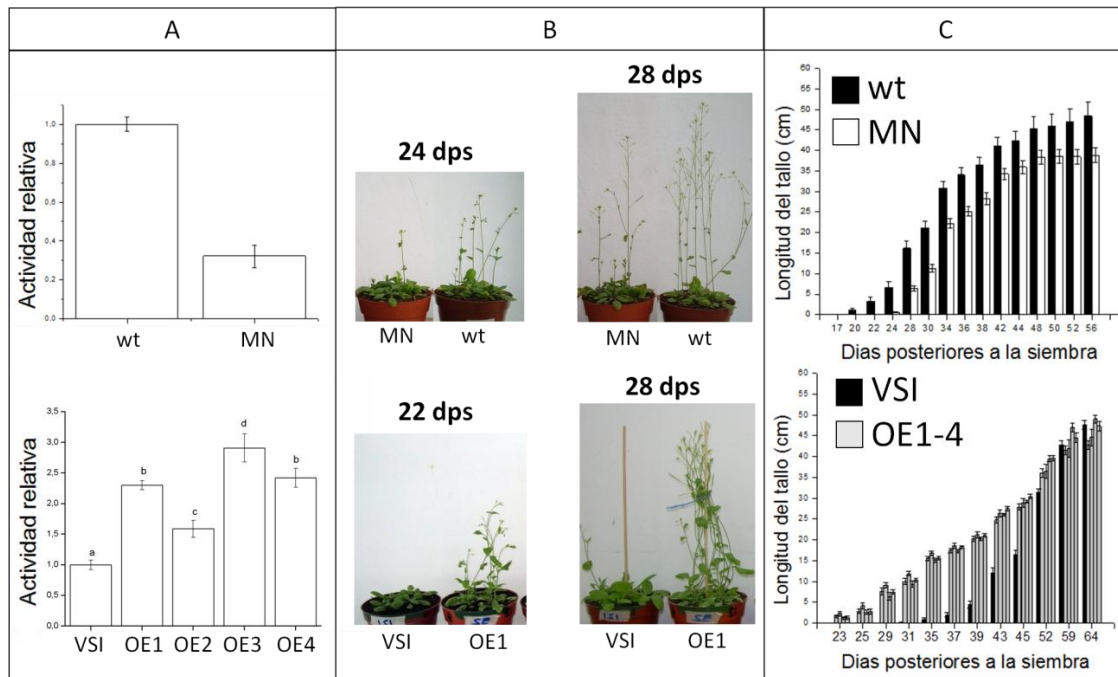 A
B
C
Actividad relativa
1,0
0,8
0,6
0,4
0,2
0,0
wt
MN
24 dps
28 dps
MN
wt
MN
wt
wt
MN
Longitud del tallo (cm)
60
55
50
45
40
35
30
25
20
15
10
5
0
17 20 22 24 28 30 34 36 38 42 44 48 50 52 56
Dias posteriores a la siembra
Actividad relativa
3,5
3,0
2,5
2,0
1,5
1,0
0,5
0,0
a
b
c
d
b
VSI
OE1
OE2
OE3
OE4
22 dps
28 dps
VSI
OE1
VSI
OE1
VSI
OE1-4
Longitud del tallo (cm)
60
55
50
45
40
35
30
25
20
15
10
5
0
23 25 29 31 35 37 39 43 45 52 59 64
Dias posteriores a la siembra